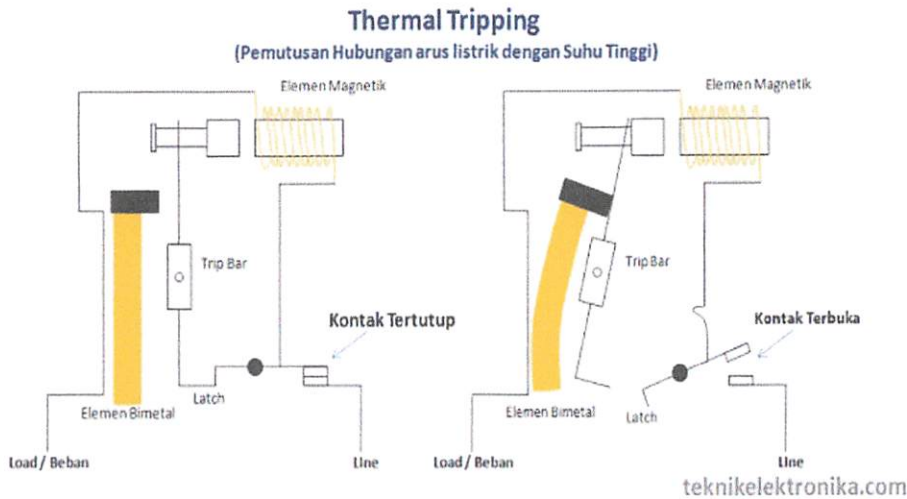 Thermal Tripping
(Pemutusan Hubungan arus listrik dengan Suhu Tinggi)
Elemen Magnetik
Trip Bar
Kontak Tertutup
Latch
Elemen Bimetal
Load / Beban
Line
Elemen Magnetik
Trip Bar
Kontak Terbuka
Latch
Elemen Bimetal
Load / Beban
Line
teknikelektronika.com